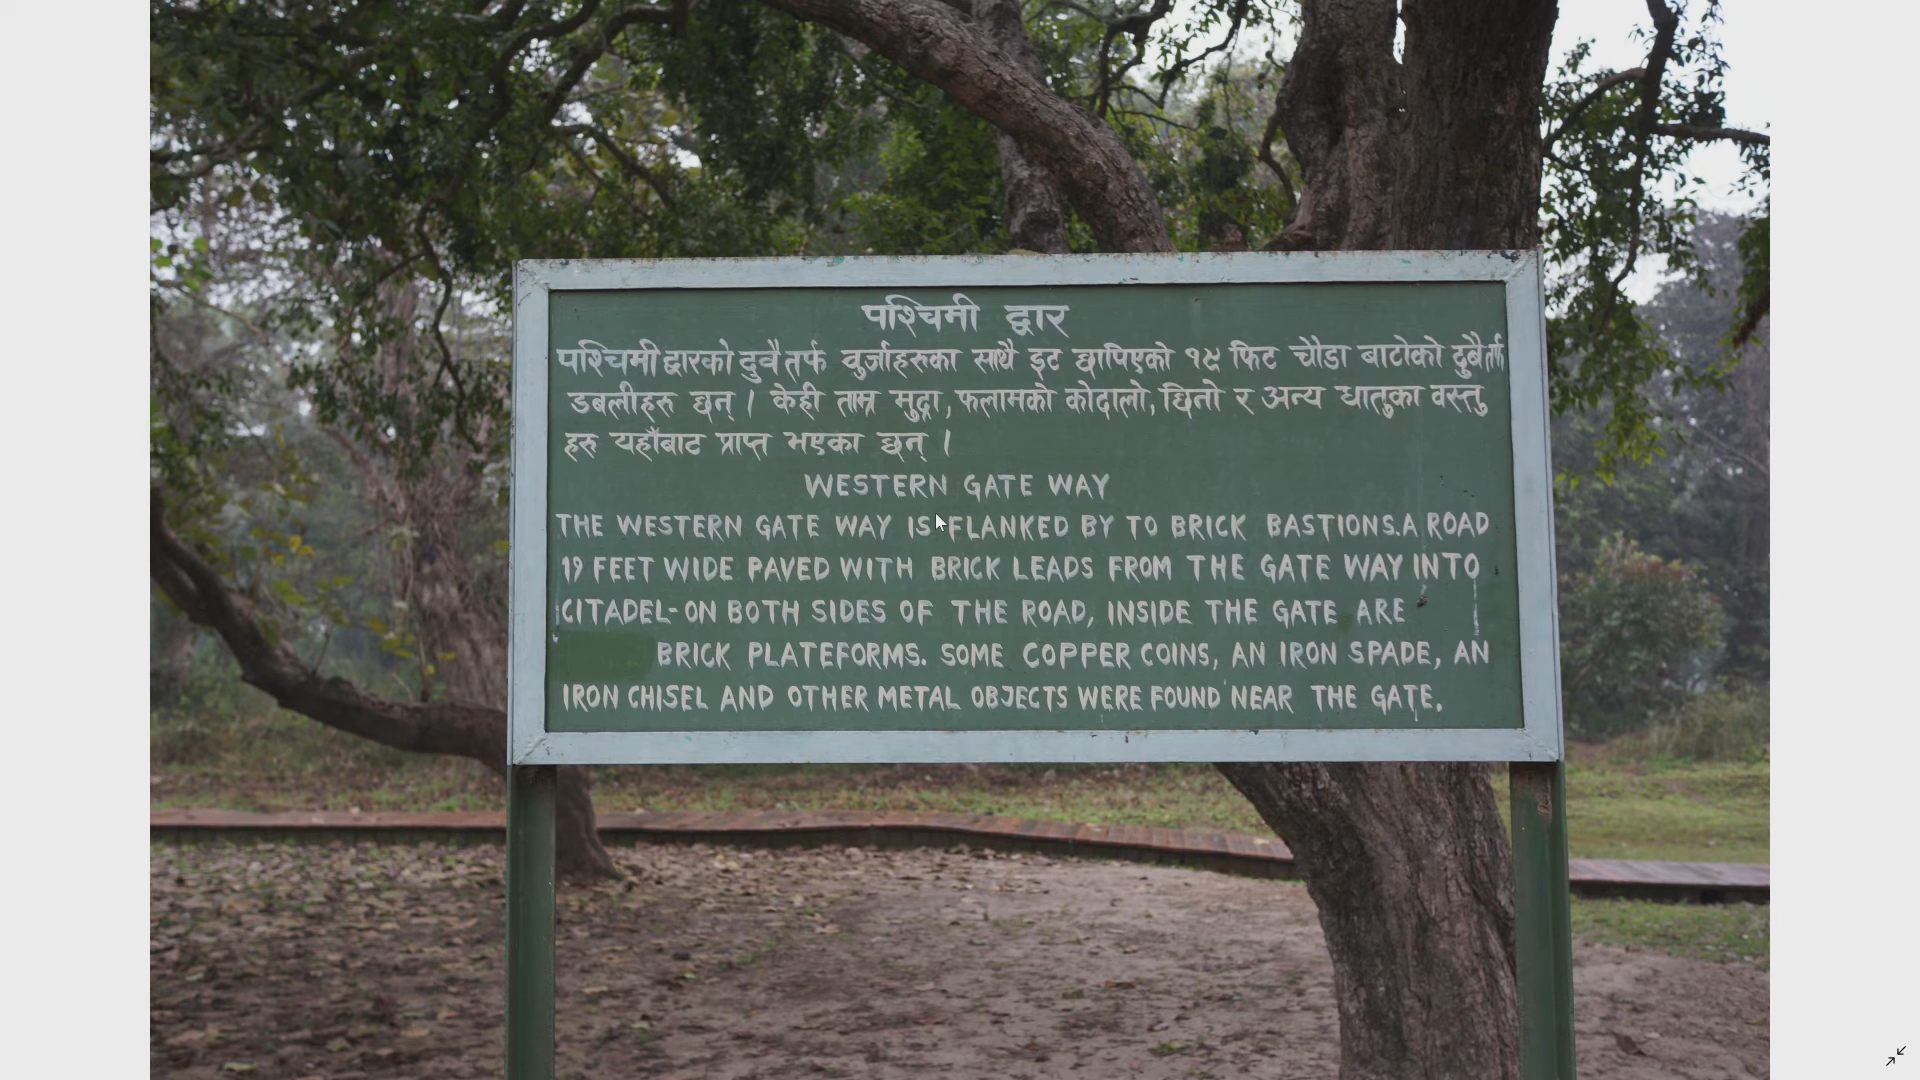 पश्चिमी द्वार
पश्चिमी द्वारको दुवै तर्फ वुर्जाहरुका साथै इट छापिएको १९ फिट चौडा बाटोको दुबै तर्फ
डबलीहरु छन् । केही ताम्र मुद्रा, फलामको कोदालो, छिनो र अन्य धातुका वस्तु
हरु यहाँबाट प्राप्त भएका छन् ।
WESTERN GATE WAY
THE WESTERN GATE WAY IS FLANKED BY TO BRICK BASTIONS. A ROAD
19 FEET WIDE PAVED WITH BRICK LEADS FROM THE GATE WAY INTO
CITADEL-ON BOTH SIDES OF THE ROAD, INSIDE THE GATE ARE
BRICK PLATEFORMS. SOME COPPER COINS, AN IRON SPADE, AN
IRON CHISEL AND OTHER METAL OBJECTS WERE FOUND NEAR THE GATE.